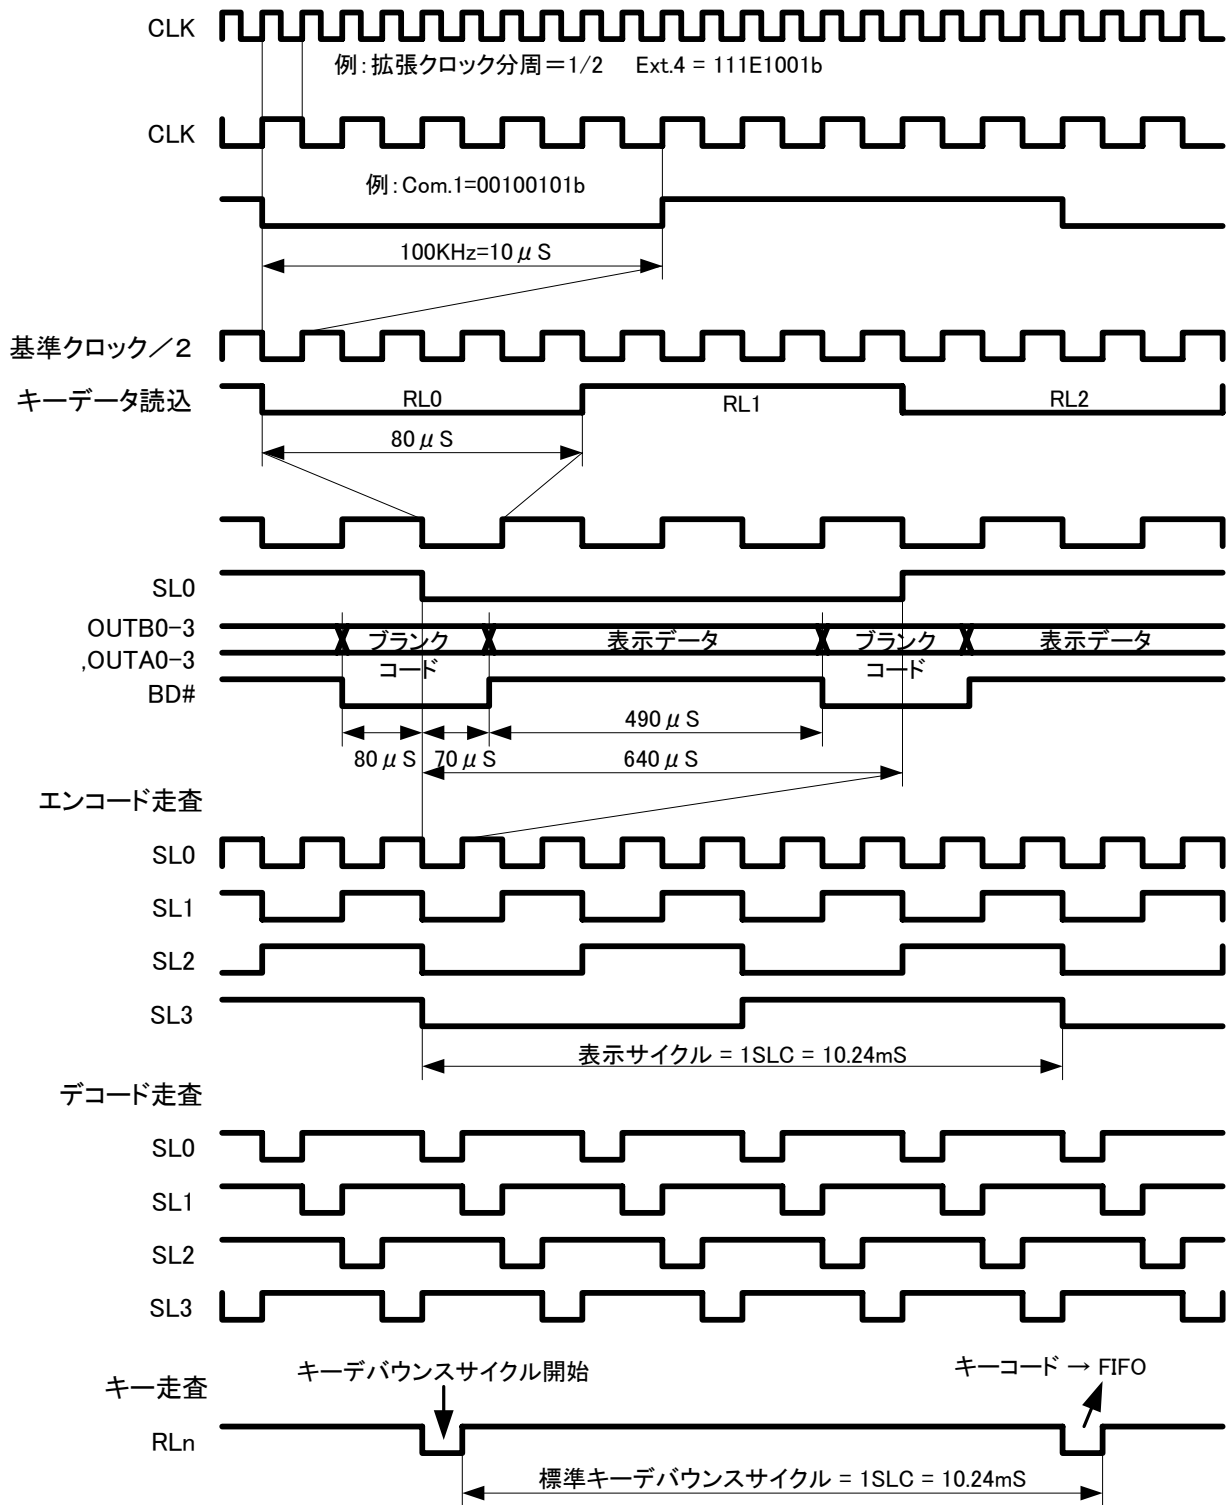 CLK
例：拡張クロック分周＝1/2　Ext.4 = 111E1001b
CLK
例：Com.1=00100101b
100KHz=10μS
基準クロック／2
キーデータ読込
RL0
RL1
RL2
80μS
SL0
OUTB0-3
,OUTA0-3
ブランク
コード
表示データ
ブランク
コード
表示データ
BD#
490μS
80μS
70μS
640μS
エンコード走査
SL0
SL1
SL2
SL3
表示サイクル = 1SLC = 10.24mS
デコード走査
SL0
SL1
SL2
SL3
キーデバウンスサイクル開始
キーコード → FIFO
キー走査
RLn
標準キーデバウンスサイクル = 1SLC = 10.24mS